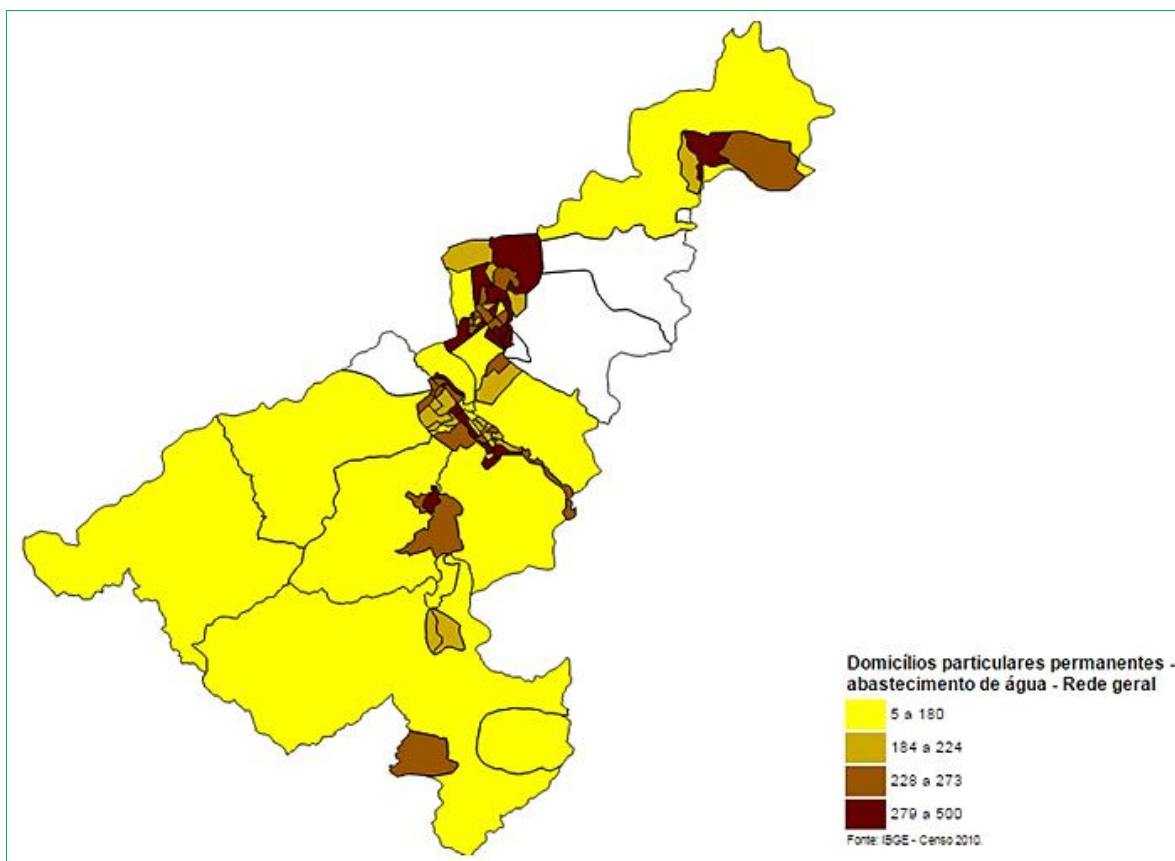 Domicílios particulares permanentes -
abastecimento de água - Rede geral
5 a 180
184 a 224
228 a 273
279 a 500
Fonte: IBGE - Censo 2010.